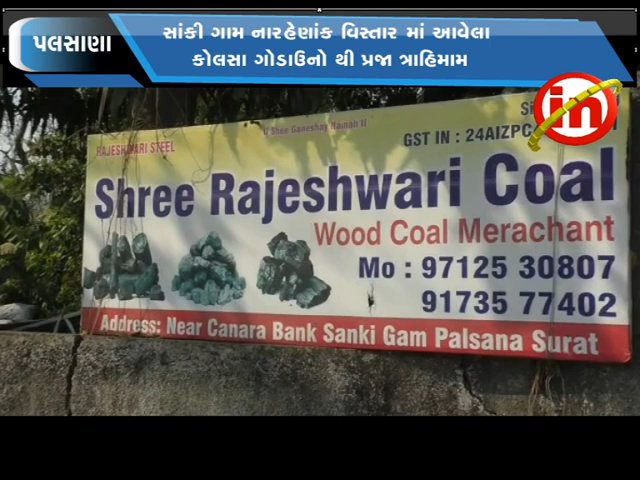 પલસાણા
સાંકી ગામ નારહેણાંક વિસ્તાર માં આવેલા
કોલસા ગોડાઉનો થી પ્રજા ત્રાહિમામ
in
|| Shree Ganeshay Namah ||
RAJESHWARI STEEL
GST IN : 24AIZPC
Shree Rajeshwari Coal
Wood Coal Merachant
Mo : 97125 30807
91735 77402
Address: Near Canara Bank Sanki Gam Palsana Surat